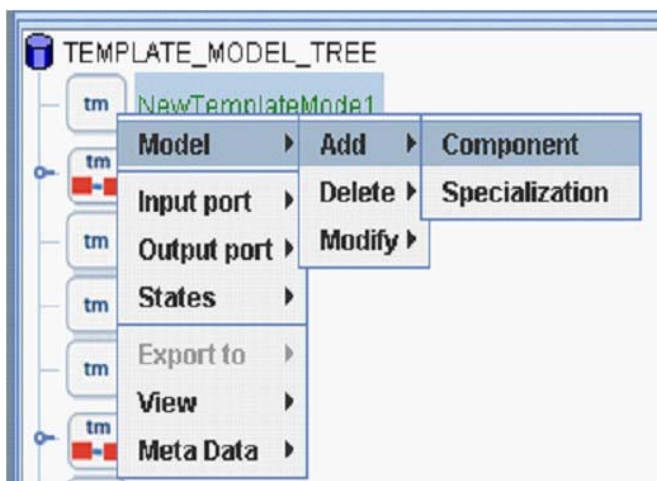 TEMPLATE_MODEL_TREE
tm NewTemplateMode1
Model Add Component
tm
Input port Delete Specialization
tm Output port Modify
tm States
tm Export to
View
tm
Meta Data